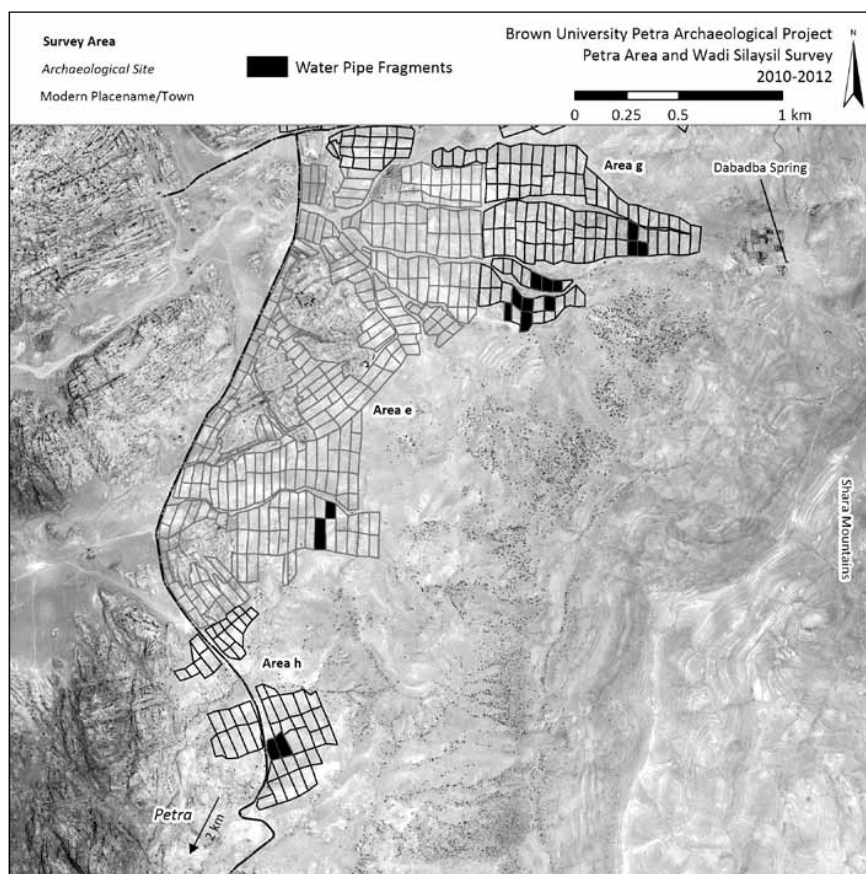 Survey Area
Archaeological Site
Modern Placename/Town
Water Pipe Fragments
Brown University Petra Archaeological Project
Petra Area and Wadi Silaysil Survey
2010-2012
N
0 0.25 0.5 1 km
Area g
Dabadba Spring
Area e
Shara Mountains
Area h
Petra
2 km